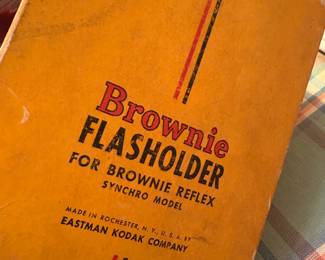 Brownie
FLASHOLDER
FOR BROWNIE REFLEX
SYNCHRO MODEL
MADE IN ROCHESTER, N. Y., U. S. A. BY
EASTMAN KODAK COMPANY